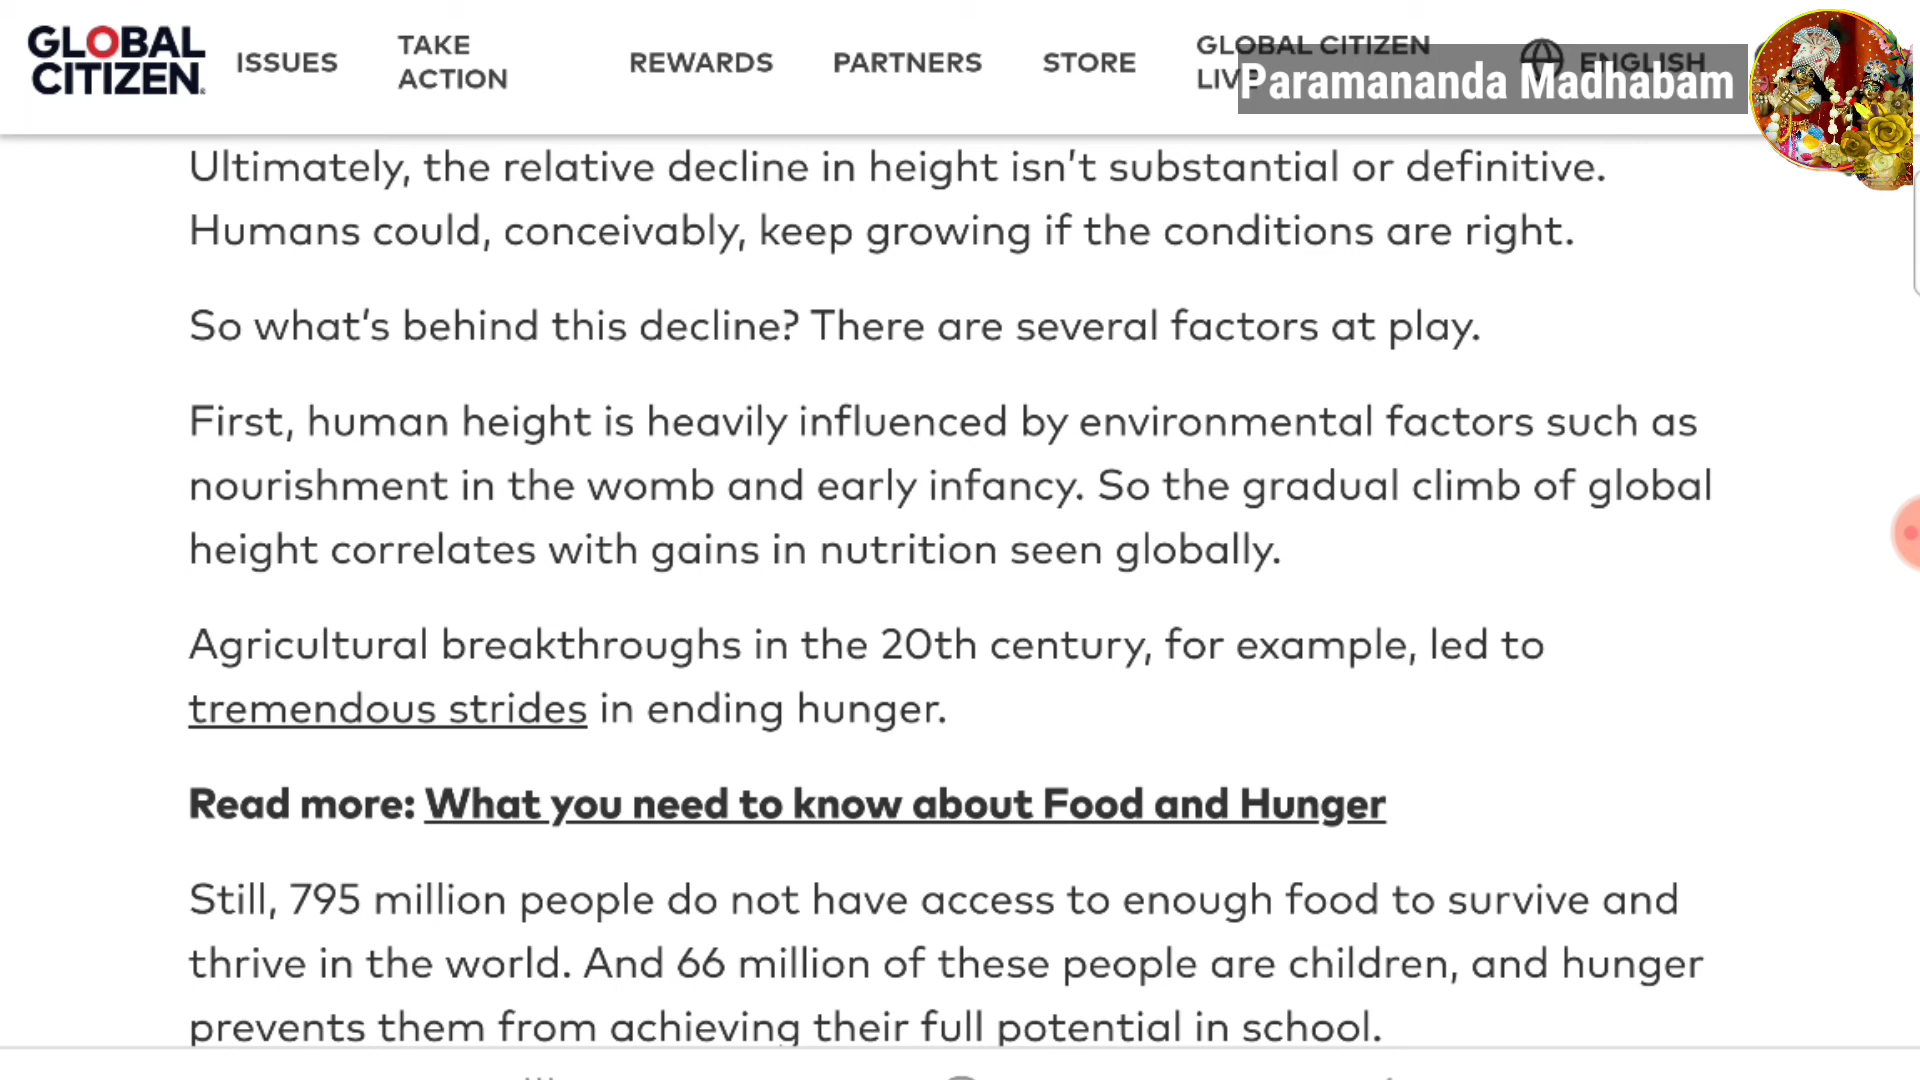 GLOBAL
CITIZEN
ISSUES
TAKE
ACTION
REWARDS
PARTNERS
STORE
GLOBAL CITIZEN
LIVE
ENGLISH
Paramananda Madhabam
Ultimately, the relative decline in height isn’t substantial or definitive.
Humans could, conceivably, keep growing if the conditions are right.
So what’s behind this decline? There are several factors at play.
First, human height is heavily influenced by environmental factors such as
nourishment in the womb and early infancy. So the gradual climb of global
height correlates with gains in nutrition seen globally.
Agricultural breakthroughs in the 20th century, for example, led to
tremendous strides in ending hunger.
Read more: What you need to know about Food and Hunger
Still, 795 million people do not have access to enough food to survive and
thrive in the world. And 66 million of these people are children, and hunger
prevents them from achieving their full potential in school.